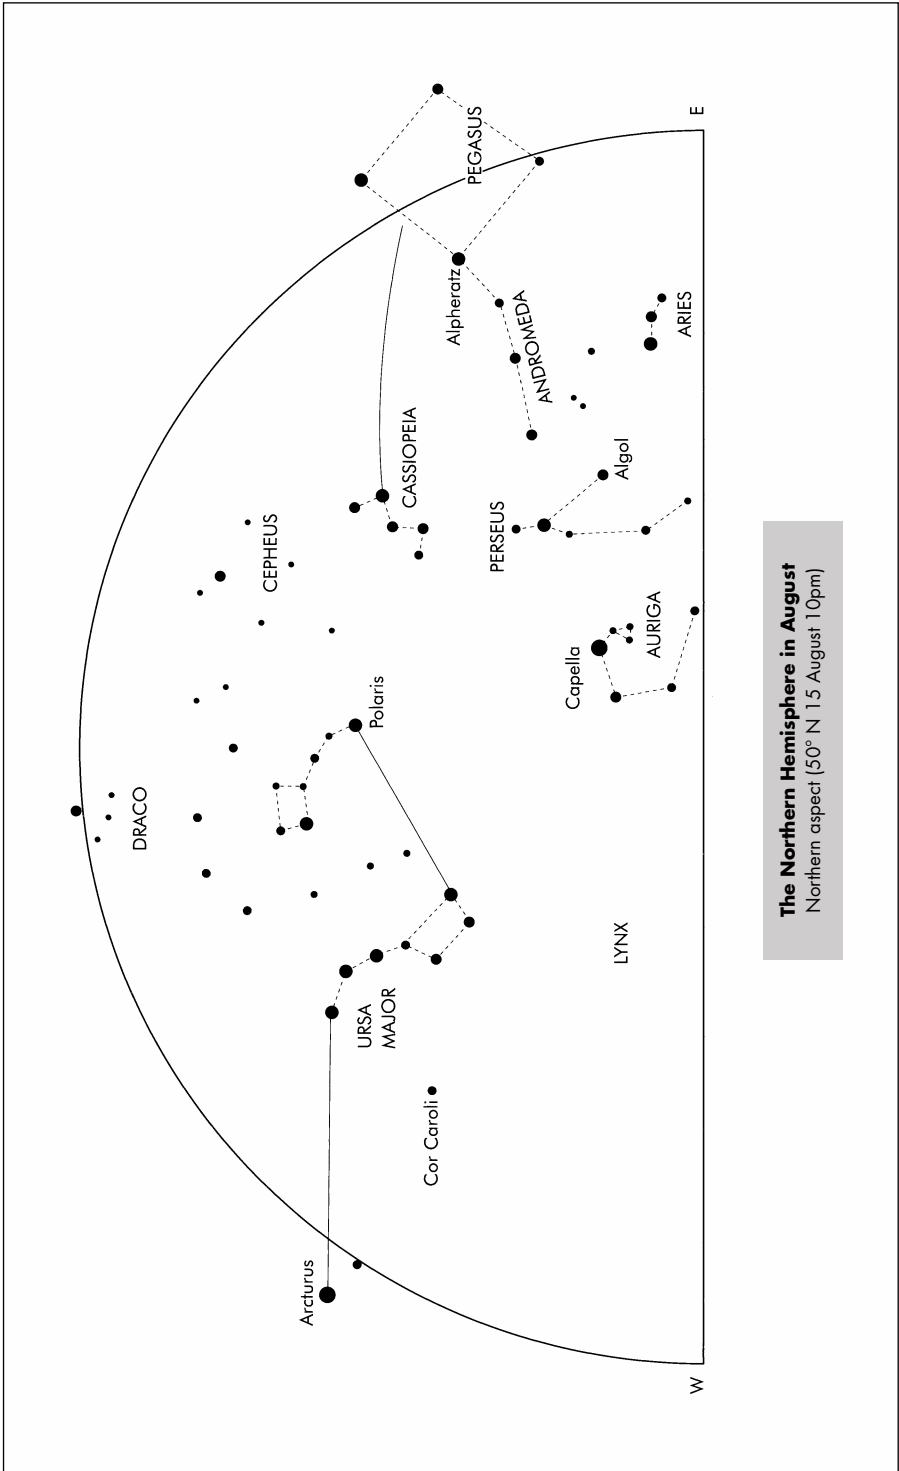 DRACO
CEPHEUS
Polaris
CASSIOPEIA
PEGASUS
Alpheratz
ANDROMEDA
Arcturus
URSA
MAJOR
Cor Caroli
PERSEUS
Algol
Capella
AURIGA
ARIES
LYNX
W
E
The Northern Hemisphere in August
Northern aspect (50° N 15 August 10pm)